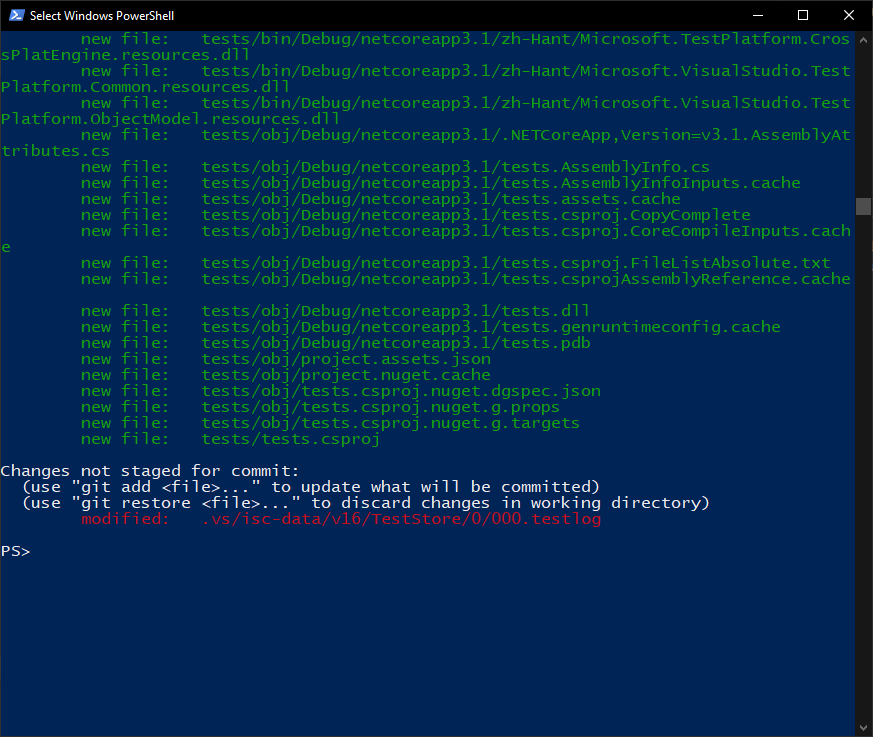 Select Windows PowerShell
new file:   tests/bin/Debug/netcoreapp3.1/zh-Hant/Microsoft.TestPlatform.Cros
sPlatEngine.resources.dll
new file:   tests/bin/Debug/netcoreapp3.1/zh-Hant/Microsoft.VisualStudio.Test
Platform.Common.resources.dll
new file:   tests/bin/Debug/netcoreapp3.1/zh-Hant/Microsoft.VisualStudio.Test
Platform.ObjectModel.resources.dll
new file:   tests/obj/Debug/netcoreapp3.1/.NETCoreApp,Version=v3.1.AssemblyAt
tributes.cs
new file:   tests/obj/Debug/netcoreapp3.1/tests.AssemblyInfo.cs
new file:   tests/obj/Debug/netcoreapp3.1/tests.AssemblyInfoInputs.cache
new file:   tests/obj/Debug/netcoreapp3.1/tests.assets.cache
new file:   tests/obj/Debug/netcoreapp3.1/tests.csproj.CopyComplete
new file:   tests/obj/Debug/netcoreapp3.1/tests.csproj.CoreCompileInputs.cach
e
new file:   tests/obj/Debug/netcoreapp3.1/tests.csproj.FileListAbsolute.txt
new file:   tests/obj/Debug/netcoreapp3.1/tests.csprojAssemblyReference.cache
new file:   tests/obj/Debug/netcoreapp3.1/tests.dll
new file:   tests/obj/Debug/netcoreapp3.1/tests.genruntimeconfig.cache
new file:   tests/obj/Debug/netcoreapp3.1/tests.pdb
new file:   tests/obj/project.assets.json
new file:   tests/obj/project.nuget.cache
new file:   tests/obj/tests.csproj.nuget.dgspec.json
new file:   tests/obj/tests.csproj.nuget.g.props
new file:   tests/obj/tests.csproj.nuget.g.targets
new file:   tests/tests.csproj
Changes not staged for commit:
(use "git add <file>..." to update what will be committed)
(use "git restore <file>..." to discard changes in working directory)
modified:   .vs/isc-data/v16/TestStore/0/000.testlog
PS>